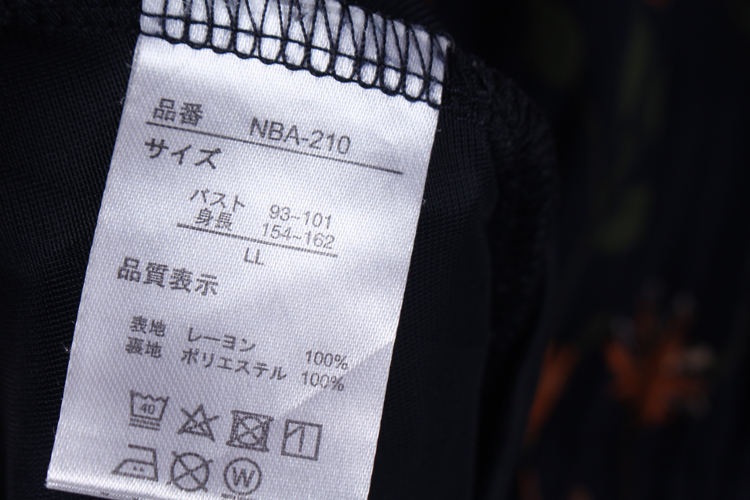 品番 NBA-210
サイズ
バスト 93~101
身長 154~162
LL
品質表示
表地 レーヨン 100%
裏地 ポリエステル 100%
40
W